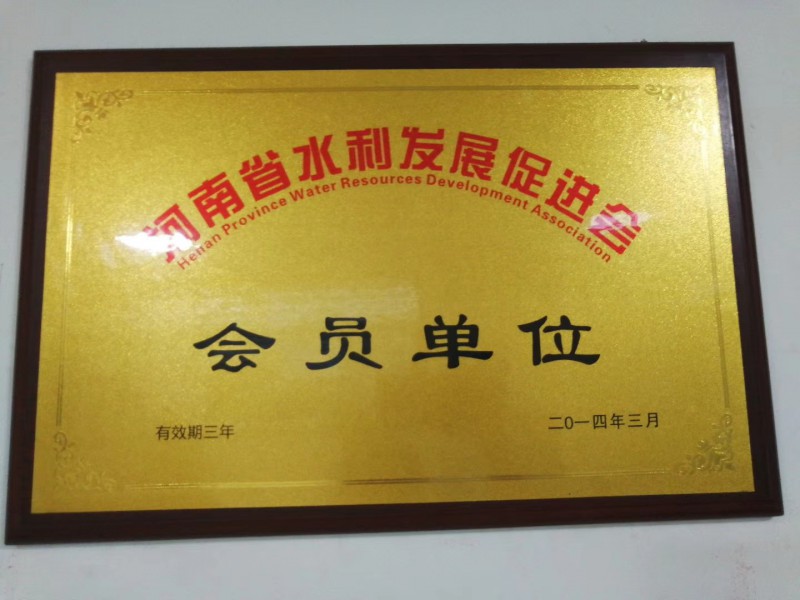 河南省水利发展促进会
Henan Province Water Resources Development Association
会员单位
有效期三年
二0一四年三月